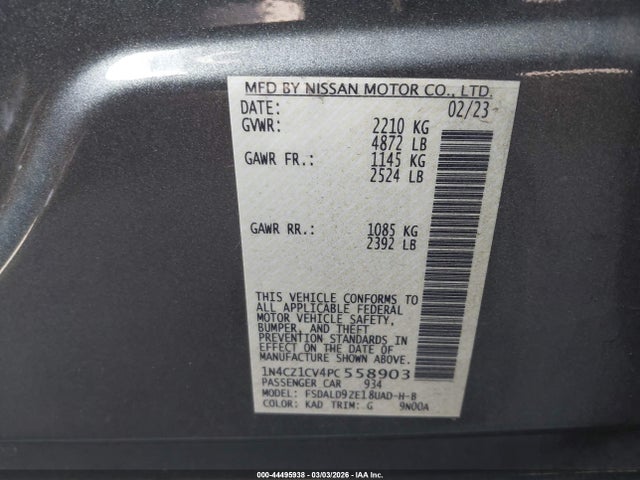 MFD BY NISSAN MOTOR CO., LTD.
DATE: 02/23
GVWR: 2210 KG
4872 LB
GAWR FR.: 1145 KG
2524 LB
GAWR RR.: 1085 KG
2392 LB
THIS VEHICLE CONFORMS TO
ALL APPLICABLE FEDERAL
MOTOR VEHICLE SAFETY,
BUMPER, AND THEFT
PREVENTION STANDARDS IN
EFFECT ON THE DATE OF
MANUFACTURE SHOWN ABOVE.
1N4CZ1CV4PC558903
PASSENGER CAR 934
MODEL: FSDALD92E18UAD-H-B
COLOR: KAD TRIM: G 9N00A
000-44495938 - 03/03/2026 - IAA Inc.